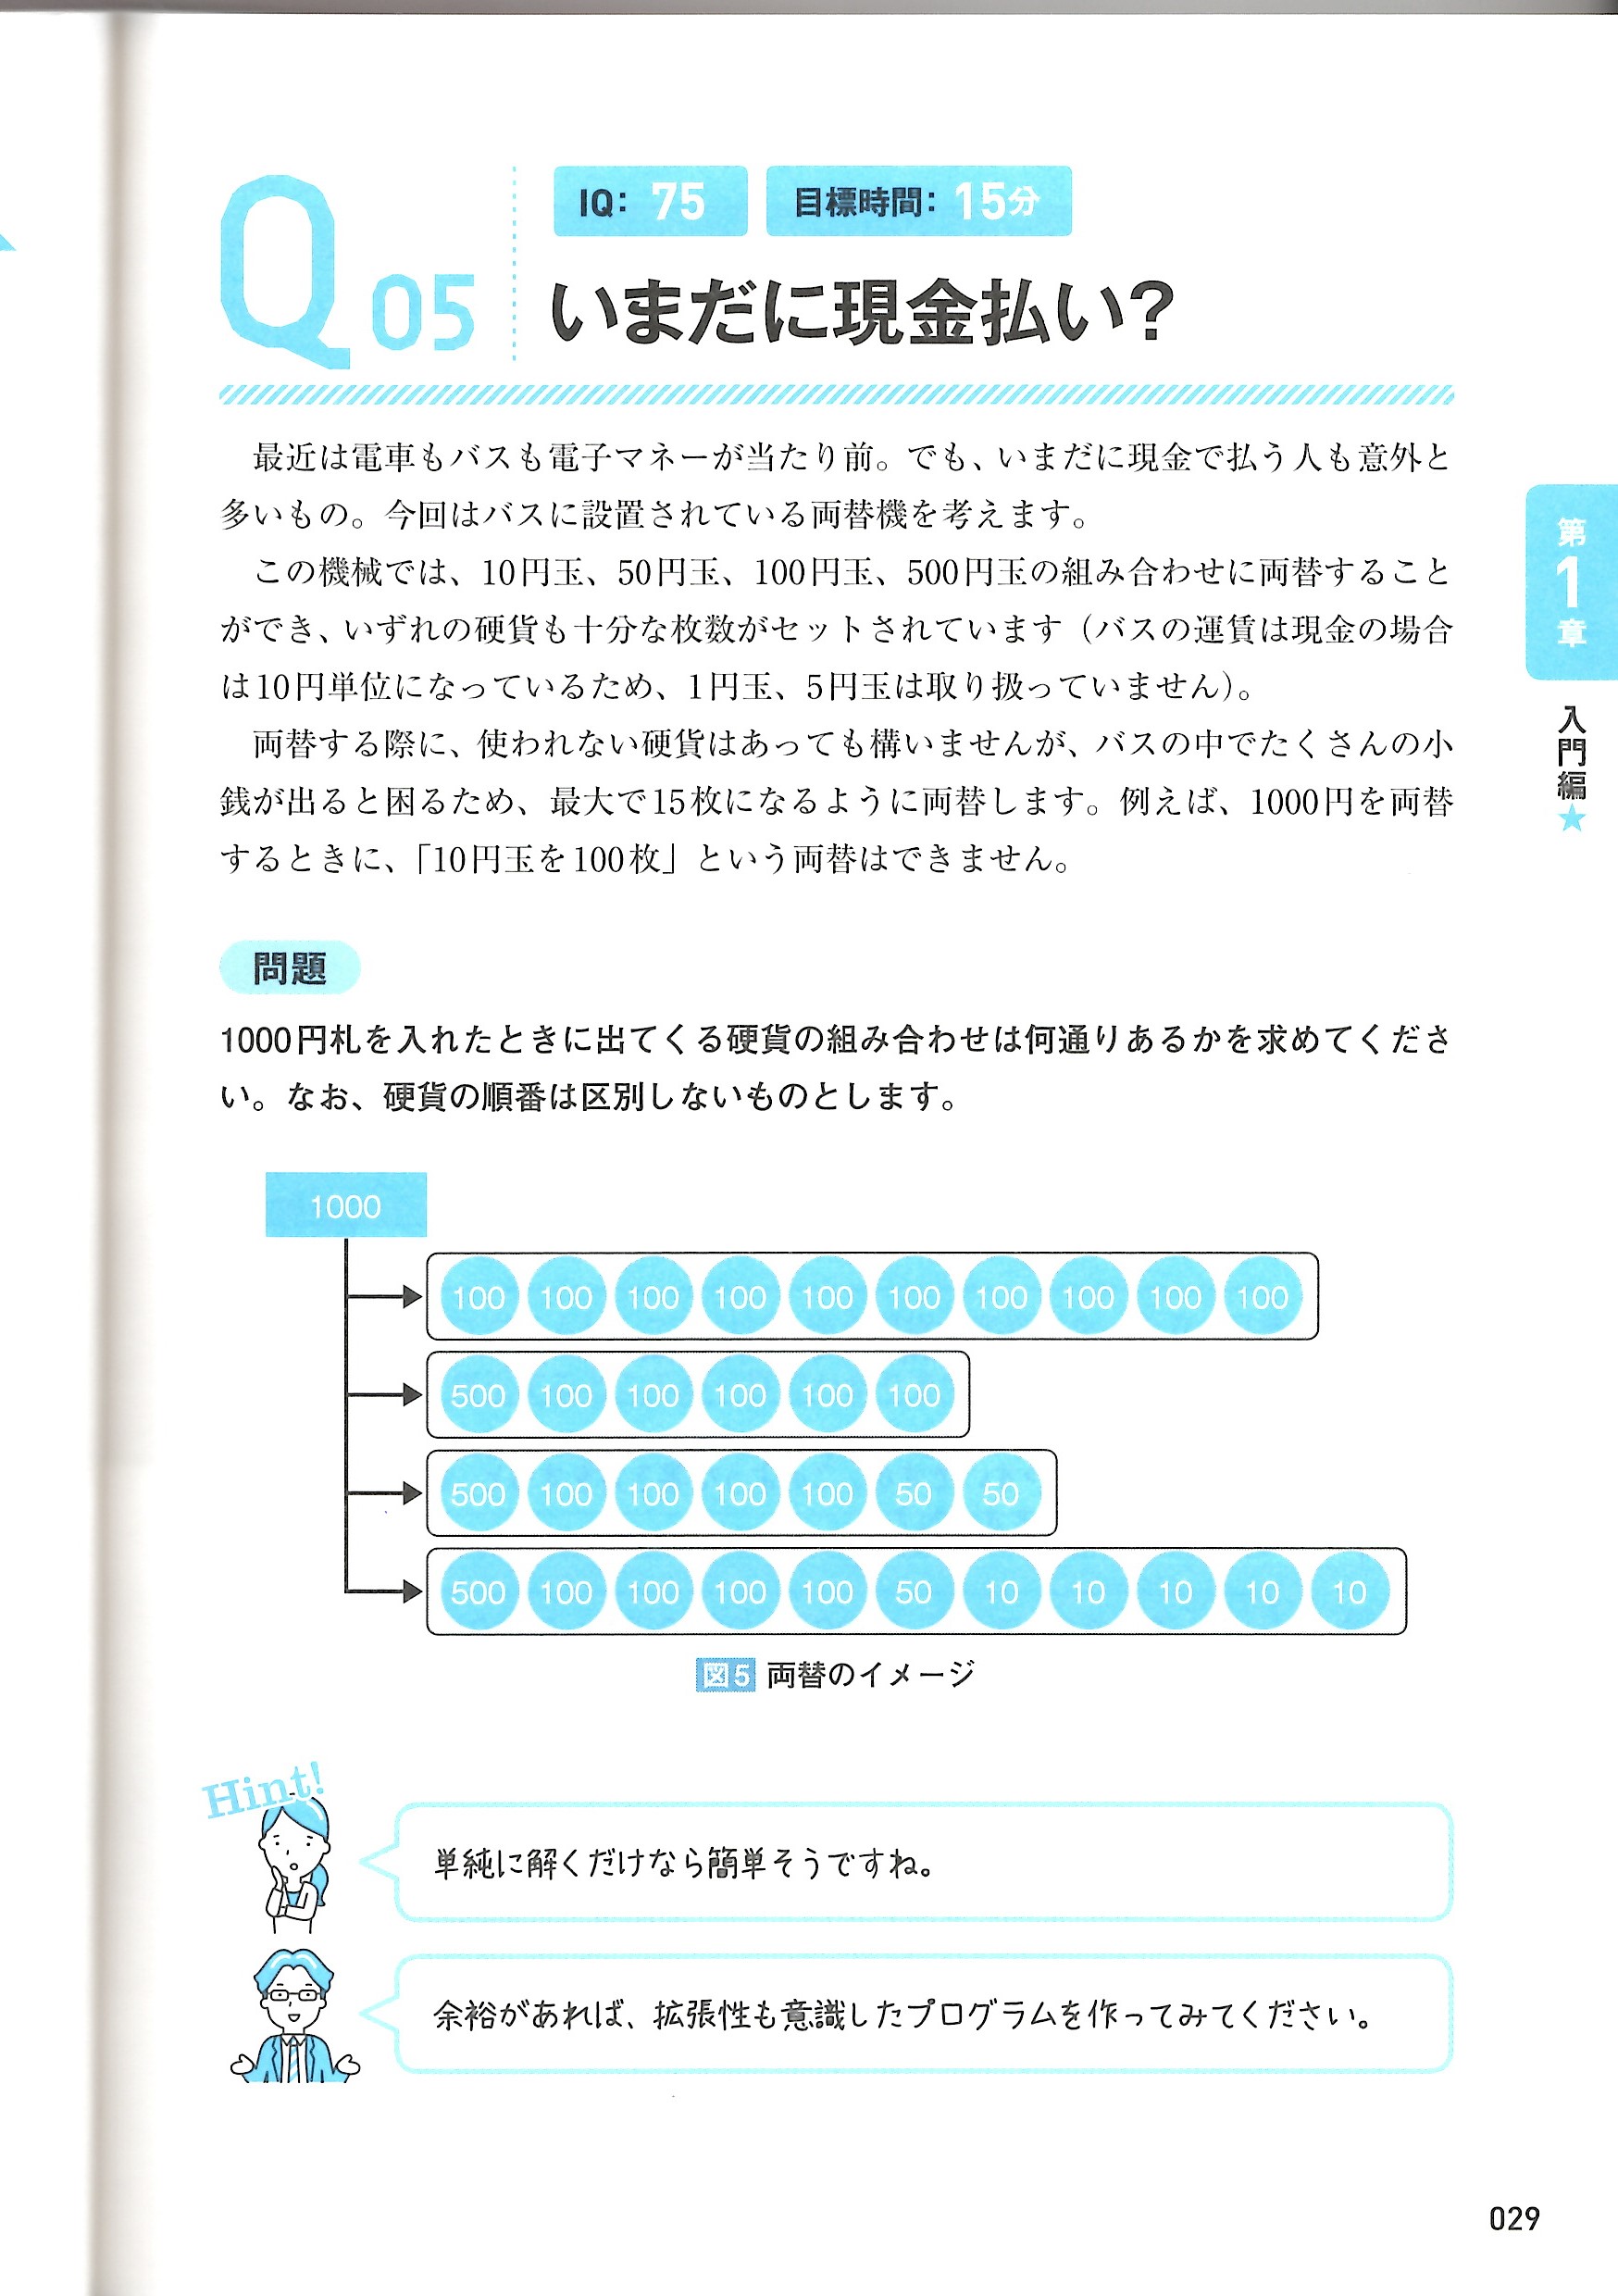 Q05
IQ: 75
目標時間: 15分
いまだに現金払い?
最近は電車もバスも電子マネーが当たり前。でも、いまだに現金で払う人も意外と
多いもの。今回はバスに設置されている両替機を考えます。
この機械では、10円玉、50円玉、100円玉、500円玉の組み合わせに両替すること
ができ、いずれの硬貨も十分な枚数がセットされています（バスの運賃は現金の場合
は10円単位になっているため、1円玉、5円玉は取り扱っていません）。
両替する際に、使われない硬貨はあっても構いませんが、バスの中でたくさんの小
銭が出ると困るため、最大で15枚になるように両替します。例えば、1000円を両替
するときに、「10円玉を100枚」という両替はできません。
問題
1000円札を入れたときに出てくる硬貨の組み合わせは何通りあるかを求めてくださ
い。なお、硬貨の順番は区別しないものとします。
1000
100 100 100 100 100 100 100 100 100 100
500 100 100 100 100 100
500 100 100 100 100 50 50
500 100 100 100 100 50 10 10 10 10 10
図5 両替のイメージ
Hint!
単純に解くだけなら簡単そうですね。
余裕があれば、拡張性も意識したプログラムを作ってみてください。
第1章
入門編★
029